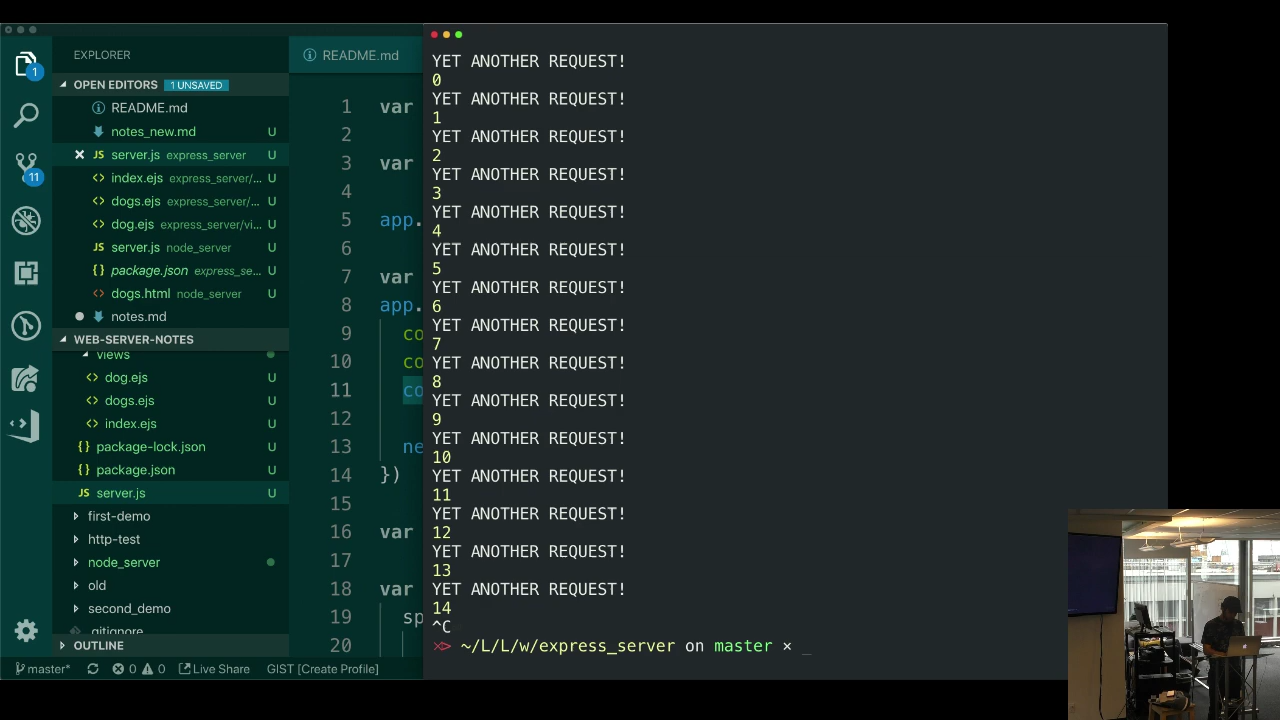 EXPLORER
OPEN EDITORS 1 UNSAVED
README.md
notes_new.md U
JS server.js express_server U
<> index.ejs express_server/... U
<> dogs.ejs express_server/... U
<> dog.ejs express_server/vi... U
JS server.js node_server U
{} package.json express_se... U
<> dogs.html node_server U
notes.md
WEB-SERVER-NOTES
views
<> dog.ejs U
<> dogs.ejs U
<> index.ejs U
{} package-lock.json U
{} package.json U
JS server.js U
first-demo
http-test
node_server
old
second_demo
.gitignore
OUTLINE
1
11
master* 0 0 Live Share GIST [Create Profile]
README.md
1 var
2
3 var
4
5 app.
6
7 var
8 app.
9 co
10 co
11 co
12
13 ne
14 })
15
16 var
17
18 var
19 sp
20
YET ANOTHER REQUEST!
0
YET ANOTHER REQUEST!
1
YET ANOTHER REQUEST!
2
YET ANOTHER REQUEST!
3
YET ANOTHER REQUEST!
4
YET ANOTHER REQUEST!
5
YET ANOTHER REQUEST!
6
YET ANOTHER REQUEST!
7
YET ANOTHER REQUEST!
8
YET ANOTHER REQUEST!
9
YET ANOTHER REQUEST!
10
YET ANOTHER REQUEST!
11
YET ANOTHER REQUEST!
12
YET ANOTHER REQUEST!
13
YET ANOTHER REQUEST!
14
^C
~/L/L/w/express_server on master × _